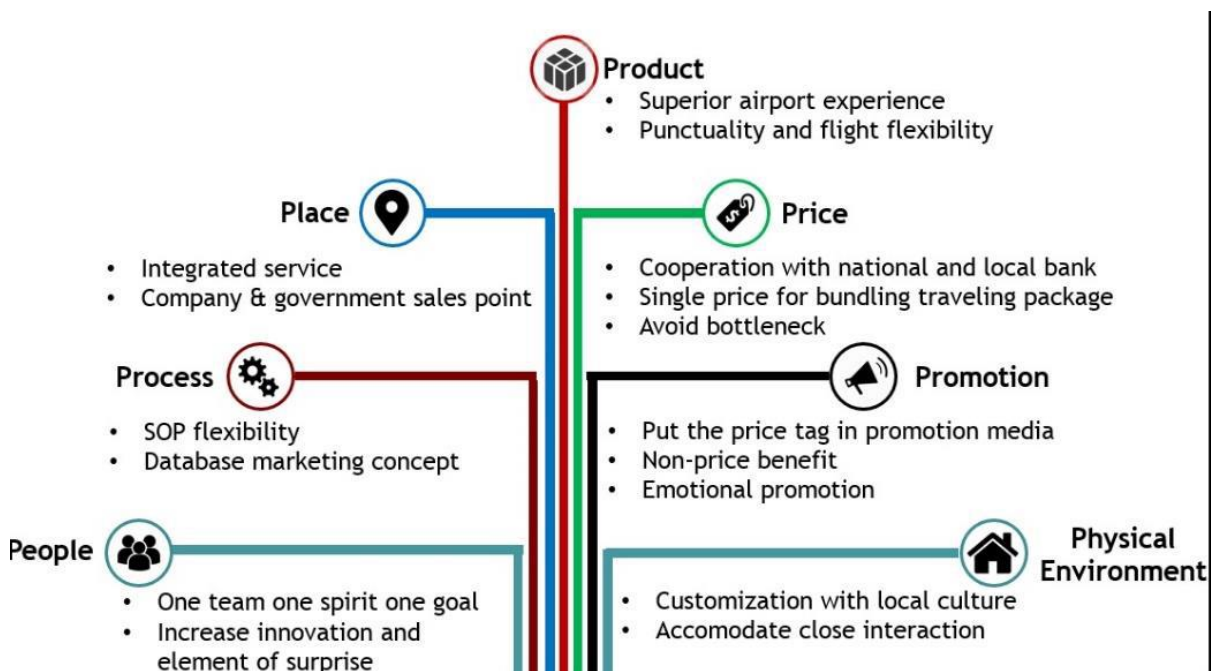 Product
• Superior airport experience
• Punctuality and flight flexibility
Place
• Integrated service
• Company & government sales point
Price
• Cooperation with national and local bank
• Single price for bundling traveling package
• Avoid bottleneck
Process
• SOP flexibility
• Database marketing concept
Promotion
• Put the price tag in promotion media
• Non-price benefit
• Emotional promotion
People
• One team one spirit one goal
• Increase innovation and
element of surprise
Physical
Environment
• Customization with local culture
• Accomodate close interaction